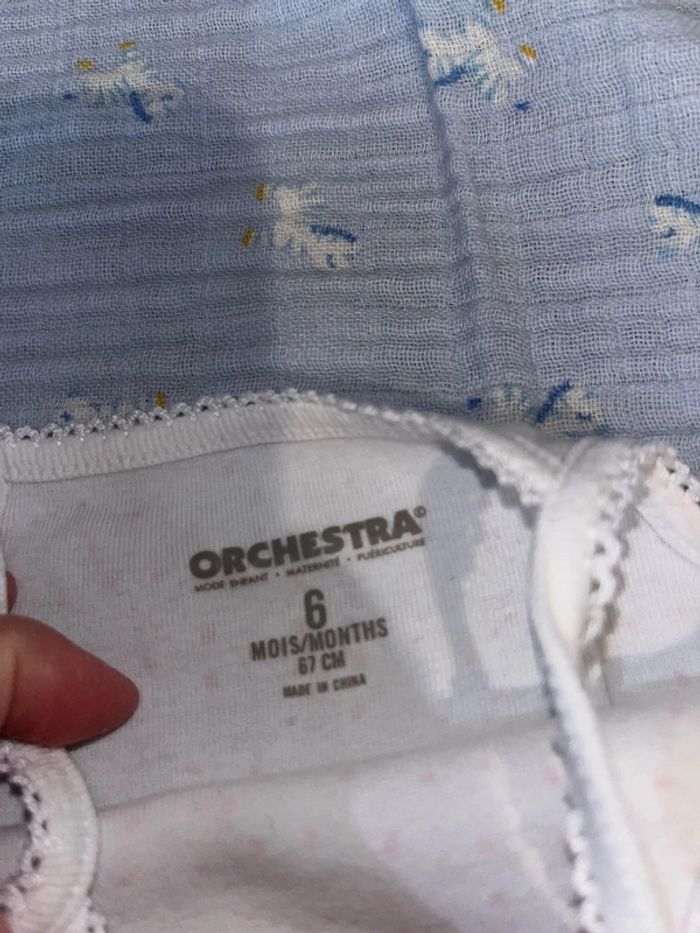 ORCHESTRA©
MODE ENFANT • MATERNITÉ • PUÉRICULTURE
6
MOIS/MONTHS
67 CM
MADE IN CHINA